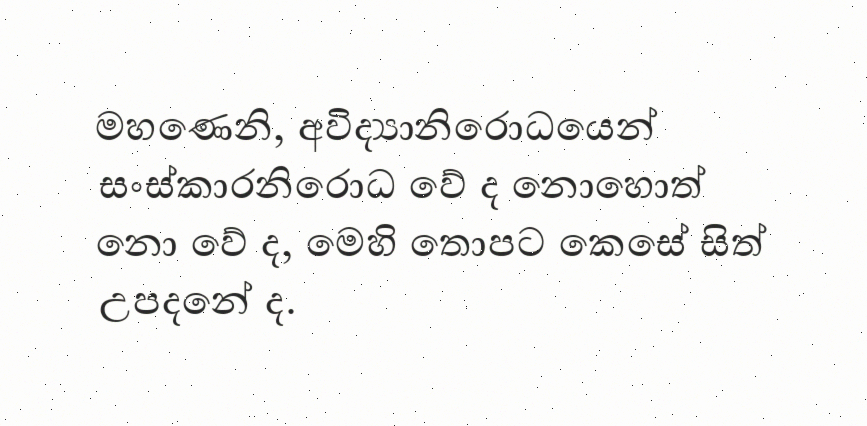 මහණෙනි, අවිද්‍යානිරොධයෙන්
සංස්කාරනිරොධ වේ ද නොහොත්
නො වේ ද, මෙහි තොපට කෙසේ සිත්
උපදනේ ද.